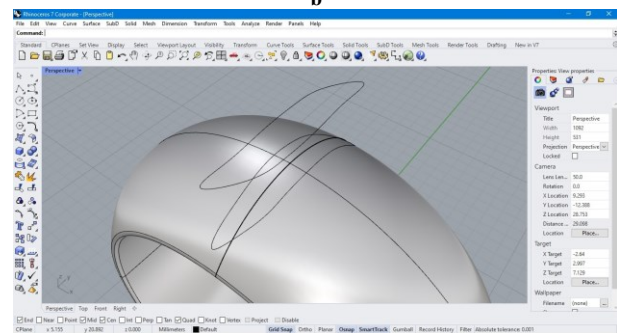 b
Rhinoceros 7 Corporate - [Perspective]
File Edit View Curve Surface SubD Solid Mesh Dimension Transform Tools Analyze Render Panels Help
Command:
Standard CPlanes Set View Display Select Viewport Layout Visibility Transform Curve Tools Surface Tools Solid Tools SubD Tools Mesh Tools Render Tools Drafting New in V7
Perspective
Properties: View properties
Viewport
Title Perspective
Width 1092
Height 931
Projection Perspective
Locked
Camera
Lens Len... 50.0
Rotation 0.0
X Location 9.293
Y Location -12.308
Z Location 28.753
Distance ... 29.098
Location Place...
Target
X Target -2.64
Y Target 2.997
Z Target 7.129
Location Place...
Wallpaper
Filename (none)
Perspective Top Front Right
End Near Point Mid Cen Int Perp Tan Quad Knot Vertex Project Disable
CPlane x 5.155 y 20.892 z 0.000 Millimeters Default Grid Snap Ortho Planar Osnap SmartTrack Gumball Record History Filter Absolute tolerance: 0.001